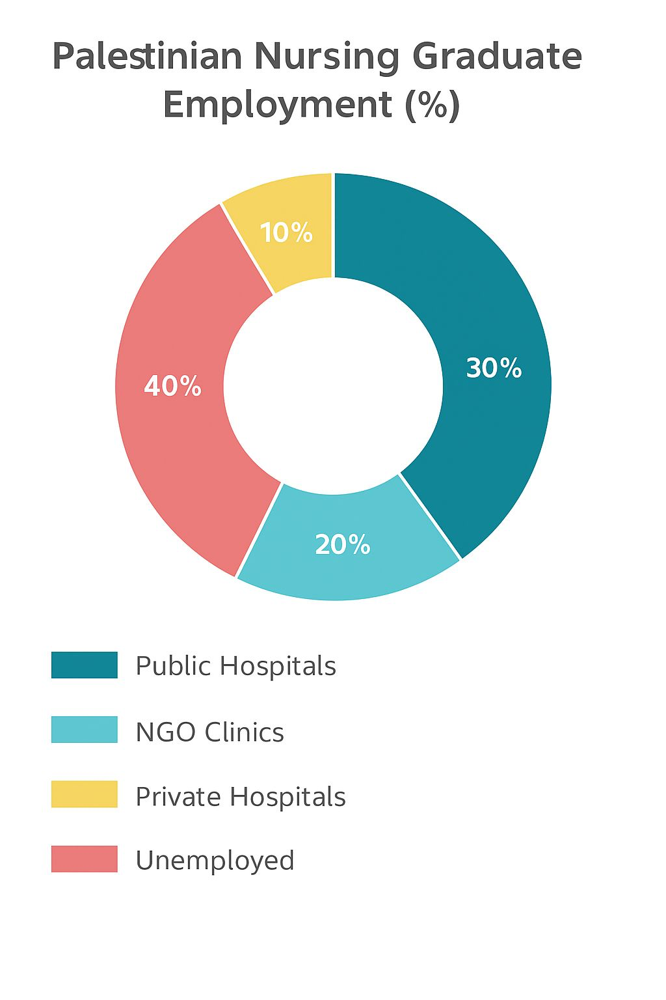 Palestinian Nursing Graduate
Employment (%)
10%
30%
40%
20%
Public Hospitals
NGO Clinics
Private Hospitals
Unemployed